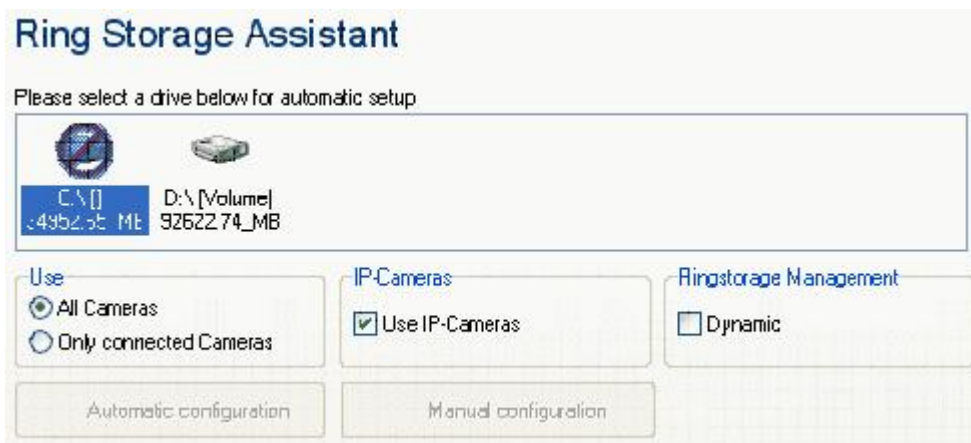 Ring Storage Assistant
Please select a drive below for automatic setup
C:\ []
D:\ [Volume]
92622.74_MB
Use
All Cameras
Only connected Cameras
IP-Cameras
Use IP-Cameras
Ringstorage Management
Dynamic
Automatic configuration
Manual configuration